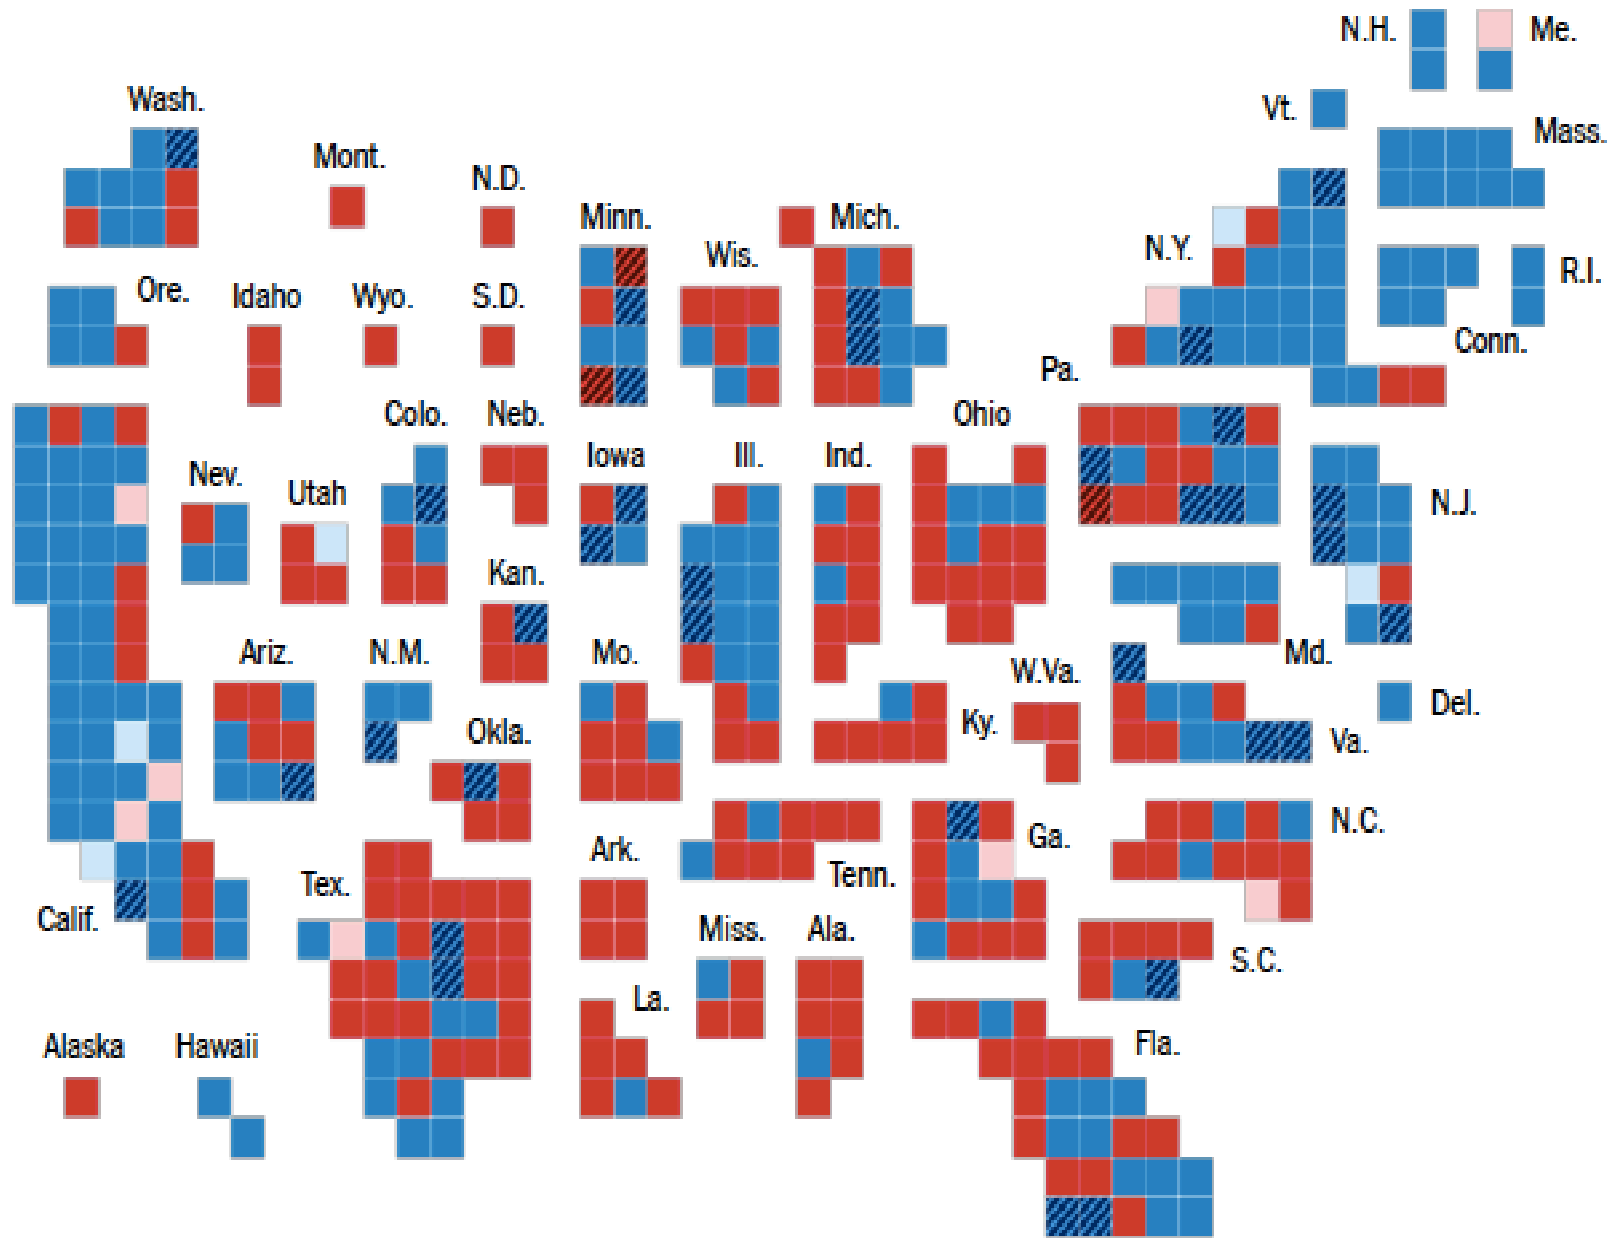 N.H.
Me.
Wash.
Vt.
Mass.
Mont.
N.D.
Minn.
Mich.
Wis.
N.Y.
R.I.
Ore.
Idaho
Wyo.
S.D.
Conn.
Pa.
Colo.
Neb.
Ohio
Nev.
Utah
Iowa
Ill.
Ind.
N.J.
Kan.
Ariz.
N.M.
Mo.
Md.
W.Va.
Del.
Okla.
Ky.
Va.
N.C.
Ga.
Ark.
Tenn.
Tex.
Calif.
Miss.
Ala.
S.C.
La.
Alaska
Hawaii
Fla.